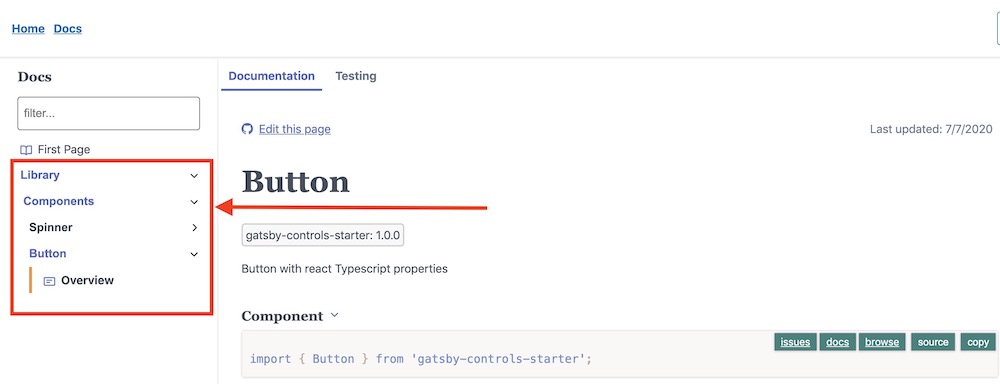 Home Docs
Docs
Documentation Testing
filter...
Edit this page Last updated: 7/7/2020
First Page
Library
Components
Spinner
Button
Overview
Button
gatsby-controls-starter: 1.0.0
Button with react Typescript properties
Component
issues docs browse source copy
import { Button } from 'gatsby-controls-starter';